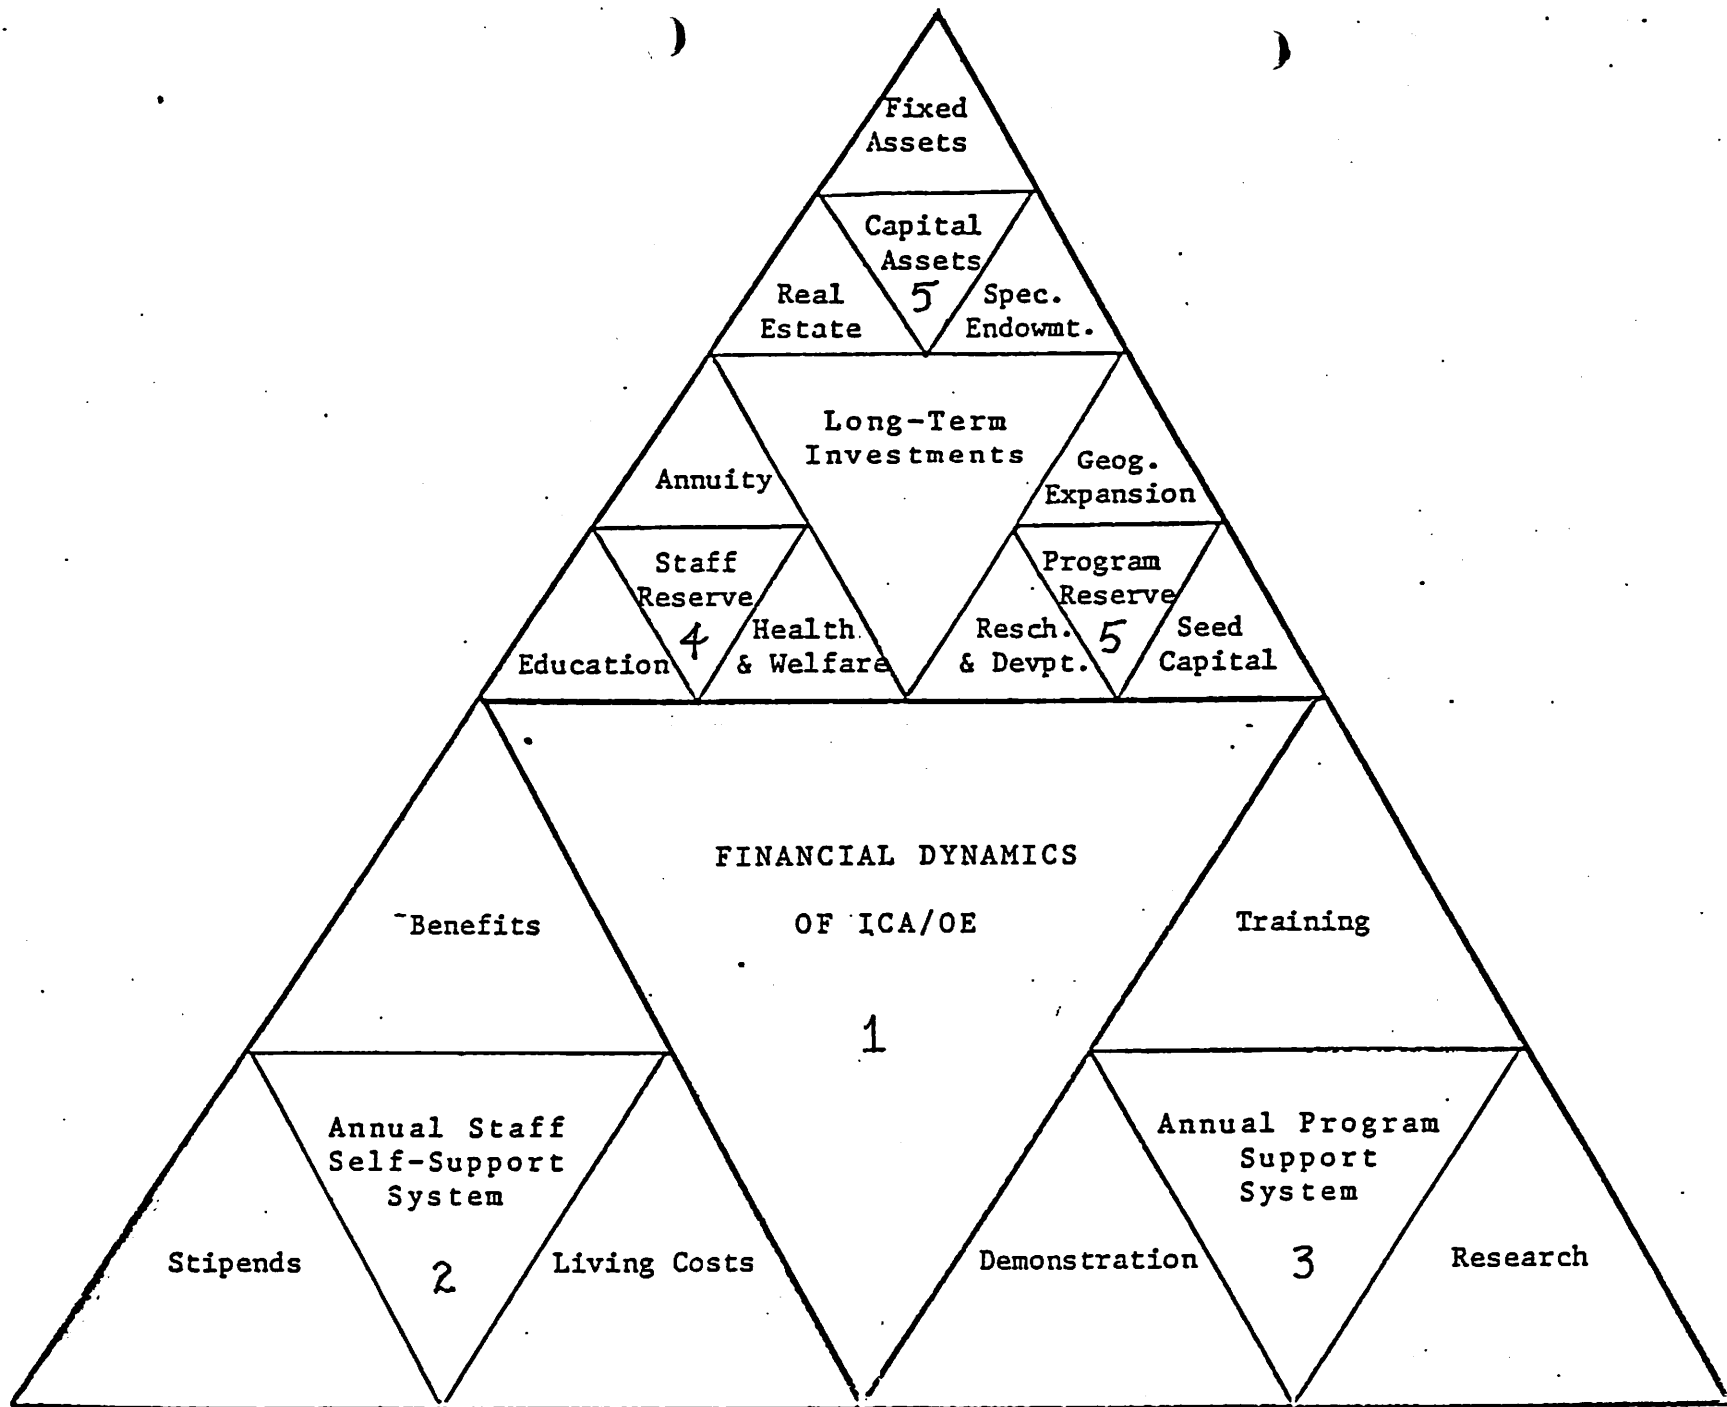 Fixed
Assets
Capital
Assets
5
Real
Estate
Spec.
Endowmt.
Long-Term
Investments
Annuity
Geog.
Expansion
Staff
Reserve
4
Education
Health
& Welfare
Program
Reserve
5
Resch.
& Devpt.
Seed
Capital
FINANCIAL DYNAMICS
OF ICA/OE
1
Benefits
Training
Annual Staff
Self-Support
System
2
Stipends
Living Costs
Annual Program
Support
System
3
Demonstration
Research